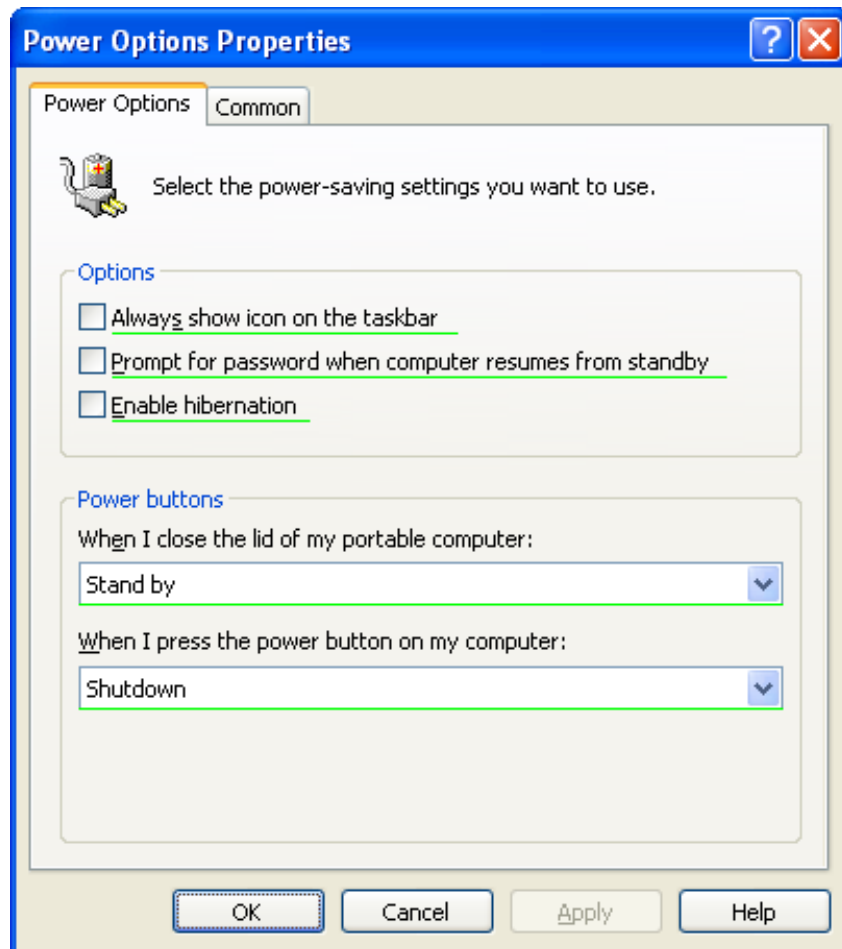 Power Options Properties
Power Options
Common
Select the power-saving settings you want to use.
Options
Always show icon on the taskbar
Prompt for password when computer resumes from standby
Enable hibernation
Power buttons
When I close the lid of my portable computer:
Stand by
When I press the power button on my computer:
Shutdown
OK Cancel Apply Help